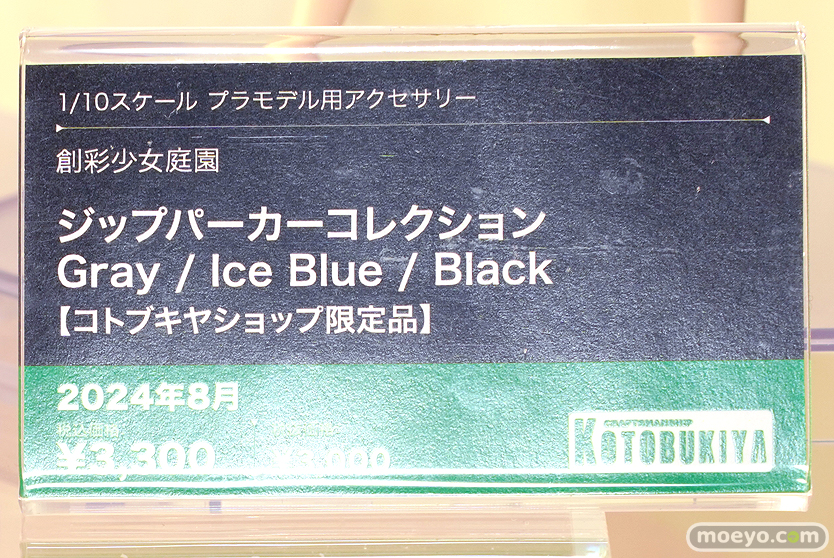 1/10スケール プラモデル用アクセサリー
創彩少女庭園
ジップパーカーコレクション
Gray / Ice Blue / Black
【コトブキヤショップ限定品】
2024年8月
税込価格
¥3,300
¥3,000
CRAFTSMANSHIP
KOTOBUKIYA
moeyo.com